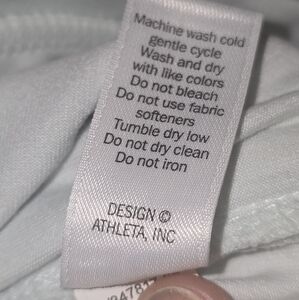 Machine wash cold
gentle cycle
Wash and dry
with like colors
Do not bleach
Do not use fabric
softeners
Tumble dry low
Do not dry clean
Do not iron
DESIGN ©
ATHLETA, INC